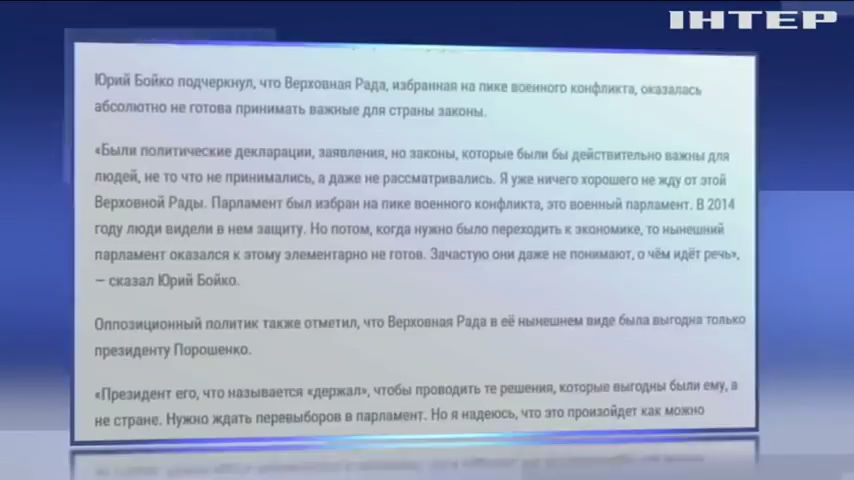 ІНТЕР
Юрий Бойко подчеркнул, что Верховная Рада, избранная на пике военного конфликта, оказалась
абсолютно не готова принимать важные для страны законы.
«Были политические декларации, заявления, но законы, которые были бы действительно важны для
людей, не то что не принимались, а даже не рассматривались. Я уже ничего хорошего не жду от этой
Верховной Рады. Парламент был избран на пике военного конфликта, это военный парламент. В 2014
году люди видели в нем защиту. Но потом, когда нужно было переходить к экономике, то нынешний
парламент оказался к этому элементарно не готов. Зачастую они даже не понимают, о чём идёт речь»,
— сказал Юрий Бойко.
Оппозиционный политик также отметил, что Верховная Рада в её нынешнем виде была выгодна только
президенту Порошенко.
«Президент его, что называется «держал», чтобы проводить те решения, которые выгодны были ему, а
не стране. Нужно ждать перевыборов в парламент. Но я надеюсь, что это произойдет как можно